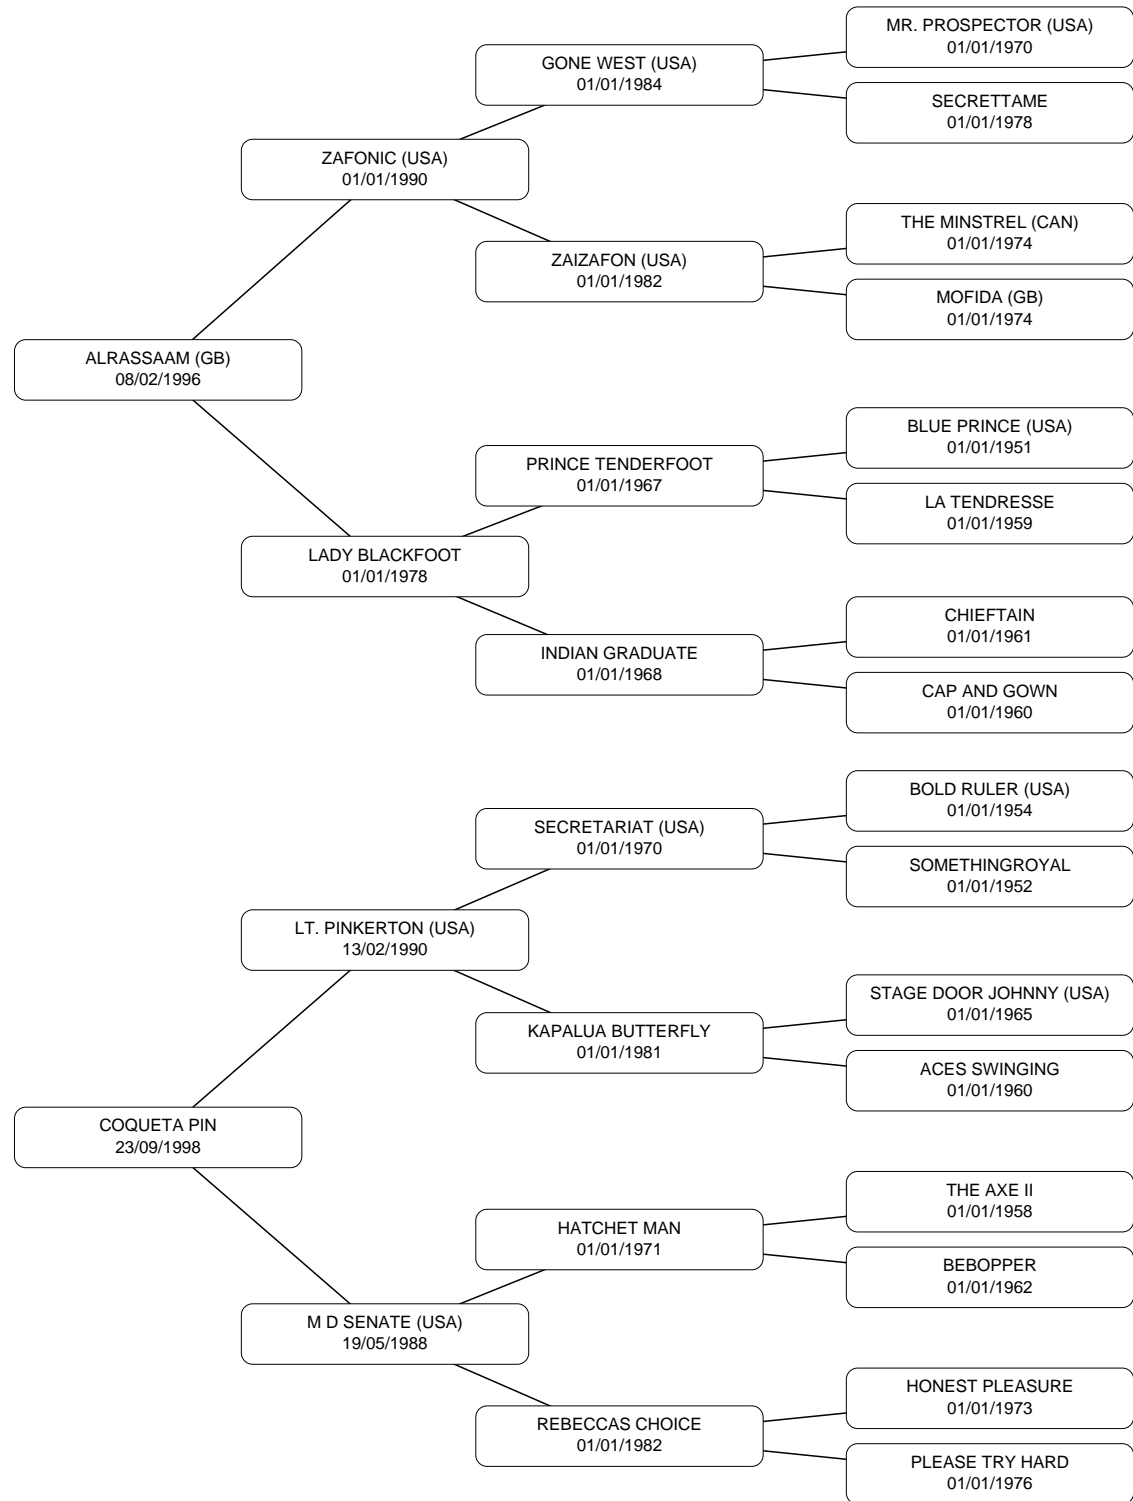 MR. PROSPECTOR (USA)
01/01/1970
GONE WEST (USA)
01/01/1984
SECRETTAME
01/01/1978
ZAFONIC (USA)
01/01/1990
THE MINSTREL (CAN)
01/01/1974
ZAIZAFON (USA)
01/01/1982
MOFIDA (GB)
01/01/1974
ALRASSAAM (GB)
08/02/1996
BLUE PRINCE (USA)
01/01/1951
PRINCE TENDERFOOT
01/01/1967
LA TENDRESSE
01/01/1959
LADY BLACKFOOT
01/01/1978
CHIEFTAIN
01/01/1961
INDIAN GRADUATE
01/01/1968
CAP AND GOWN
01/01/1960
BOLD RULER (USA)
01/01/1954
SECRETARIAT (USA)
01/01/1970
SOMETHINGROYAL
01/01/1952
LT. PINKERTON (USA)
13/02/1990
STAGE DOOR JOHNNY (USA)
01/01/1965
KAPALUA BUTTERFLY
01/01/1981
ACES SWINGING
01/01/1960
COQUETA PIN
23/09/1998
THE AXE II
01/01/1958
HATCHET MAN
01/01/1971
BEBOPPER
01/01/1962
M D SENATE (USA)
19/05/1988
HONEST PLEASURE
01/01/1973
REBECCAS CHOICE
01/01/1982
PLEASE TRY HARD
01/01/1976